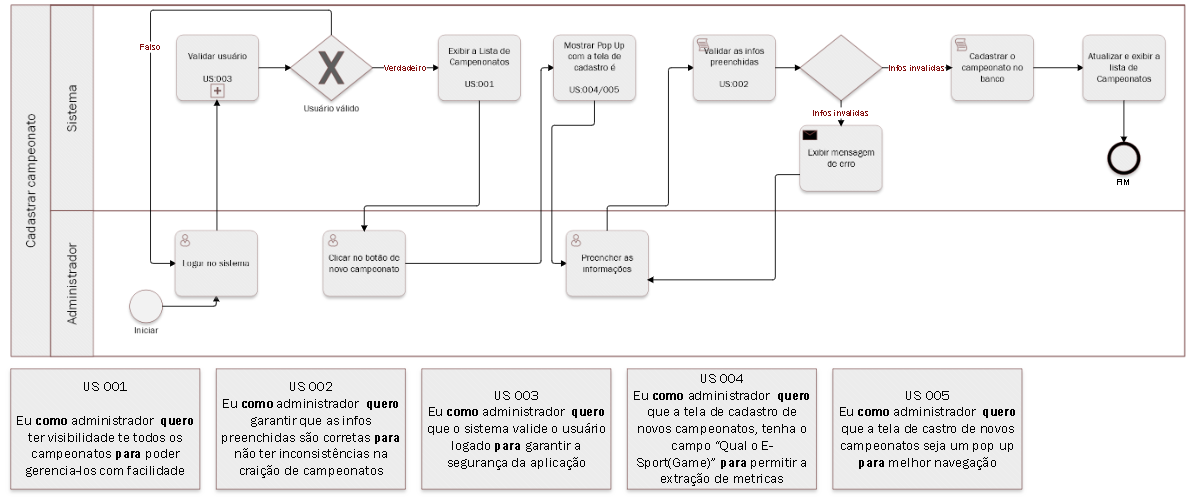 Cadastrar campeonato
Sistema
Administrador
Falso
Validar usuário
US:003
Usuário válido
Verdadeiro
Exibir a Lista de
Campenonatos
US:001
Mostrar Pop Up
com a tela de
cadastro é
US:004/005
Validar as infos
preenchidas
US:002
Infos invalidas
Infos invalidas
Exibir mensagem
de erro
Cadastrar o
campeonato no
banco
Atualizar e exibir a
lista de
Campeonatos
FIM
Iniciar
Logar no sistema
Clicar no botão de
novo campeonato
Preencher as
informações
US 001
Eu como administrador quero
ter visibilidade te todos os
campeonatos para poder
gerencia-los com facilidade
US 002
Eu como administrador quero
garantir que as infos
preenchidas são corretas para
não ter inconsistências na
craição de campeonatos
US 003
Eu como administrador quero
que o sistema valide o usuário
logado para garantir a
segurança da aplicação
US 004
Eu como administrador quero
que a tela de cadastro de
novos campeonatos, tenha o
campo “Qual o E-
Sport(Game)” para permitir a
extração de metricas
US 005
Eu como administrador quero
que a tela de castro de novos
campeonatos seja um pop up
para melhor navegação